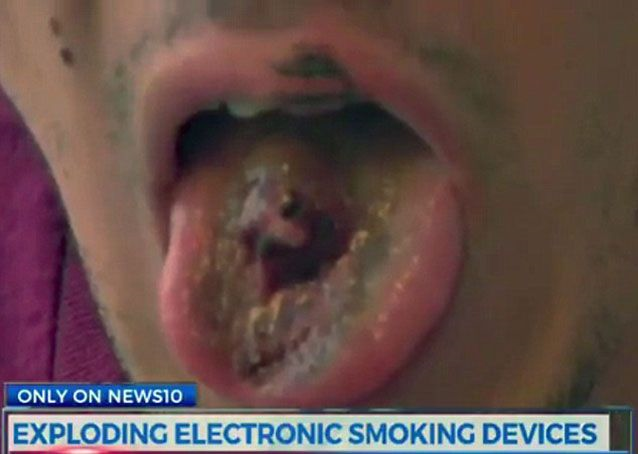 ONLY ON NEWS10
EXPLODING ELECTRONIC SMOKING DEVICES